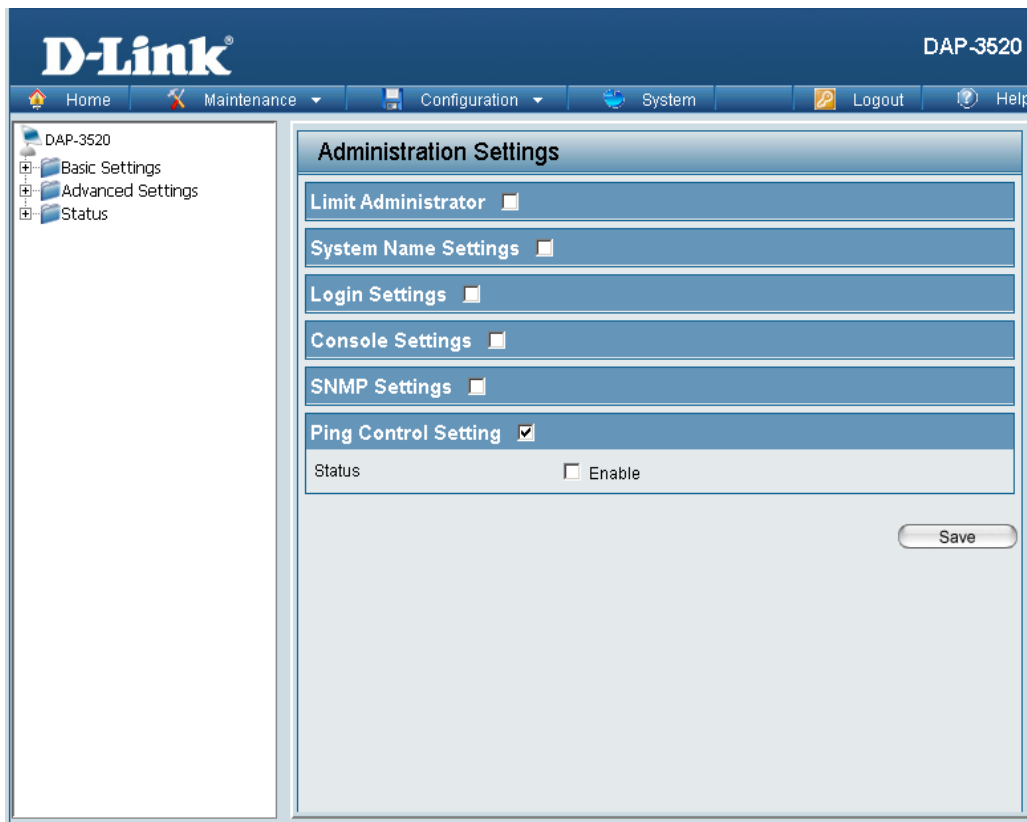 D-Link®
DAP-3520
Home
Maintenance
Configuration
System
Logout
Help
DAP-3520
Basic Settings
Advanced Settings
Status
Administration Settings
Limit Administrator
System Name Settings
Login Settings
Console Settings
SNMP Settings
Ping Control Setting
Status
Enable
Save